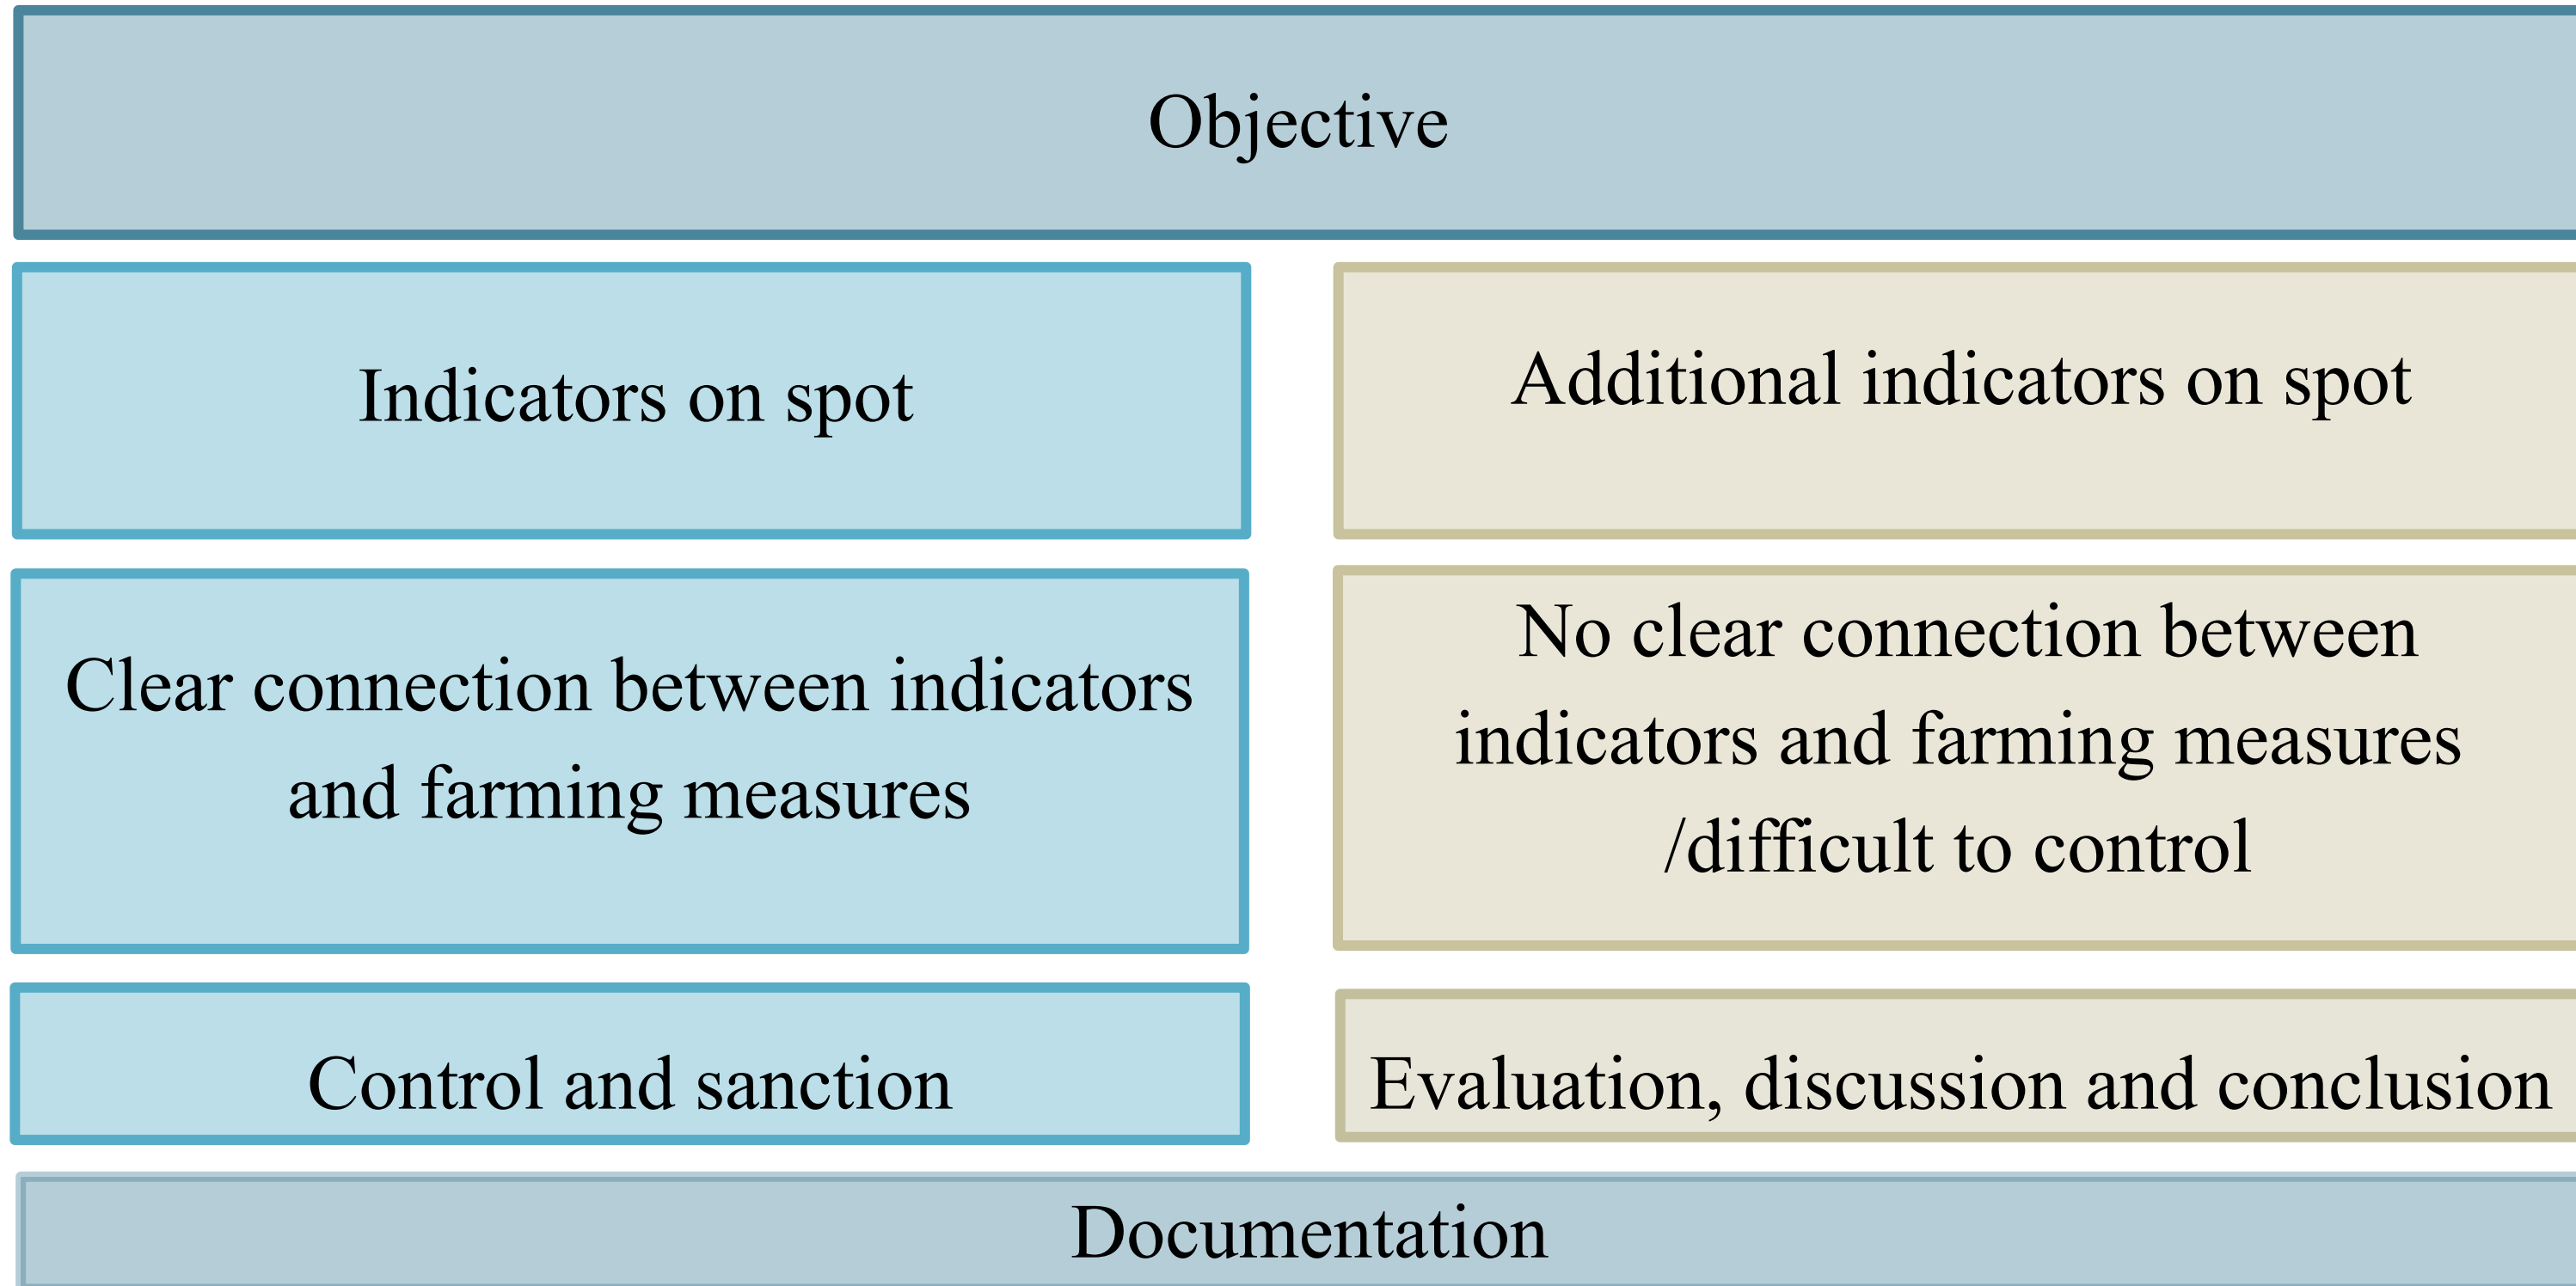 Objective
Indicators on spot
Additional indicators on spot
Clear connection between indicators
and farming measures
No clear connection between
indicators and farming measures
/difficult to control
Control and sanction
Evaluation, discussion and conclusion
Documentation